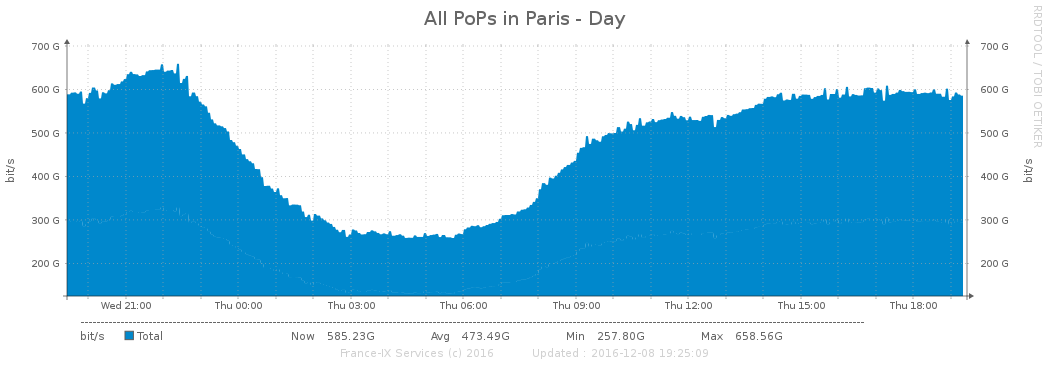 All PoPs in Paris - Day
RRDTOOL / TOBI OETIKER
700 G 700 G
600 G 600 G
500 G 500 G
400 G 400 G
300 G 300 G
200 G 200 G
bit/s
bit/s
Wed 21:00 Thu 00:00 Thu 03:00 Thu 06:00 Thu 09:00 Thu 12:00 Thu 15:00 Thu 18:00
bit/s Total Now 585.23G Avg 473.49G Min 257.80G Max 658.56G
France-IX Services (c) 2016 Updated : 2016-12-08 19:25:09